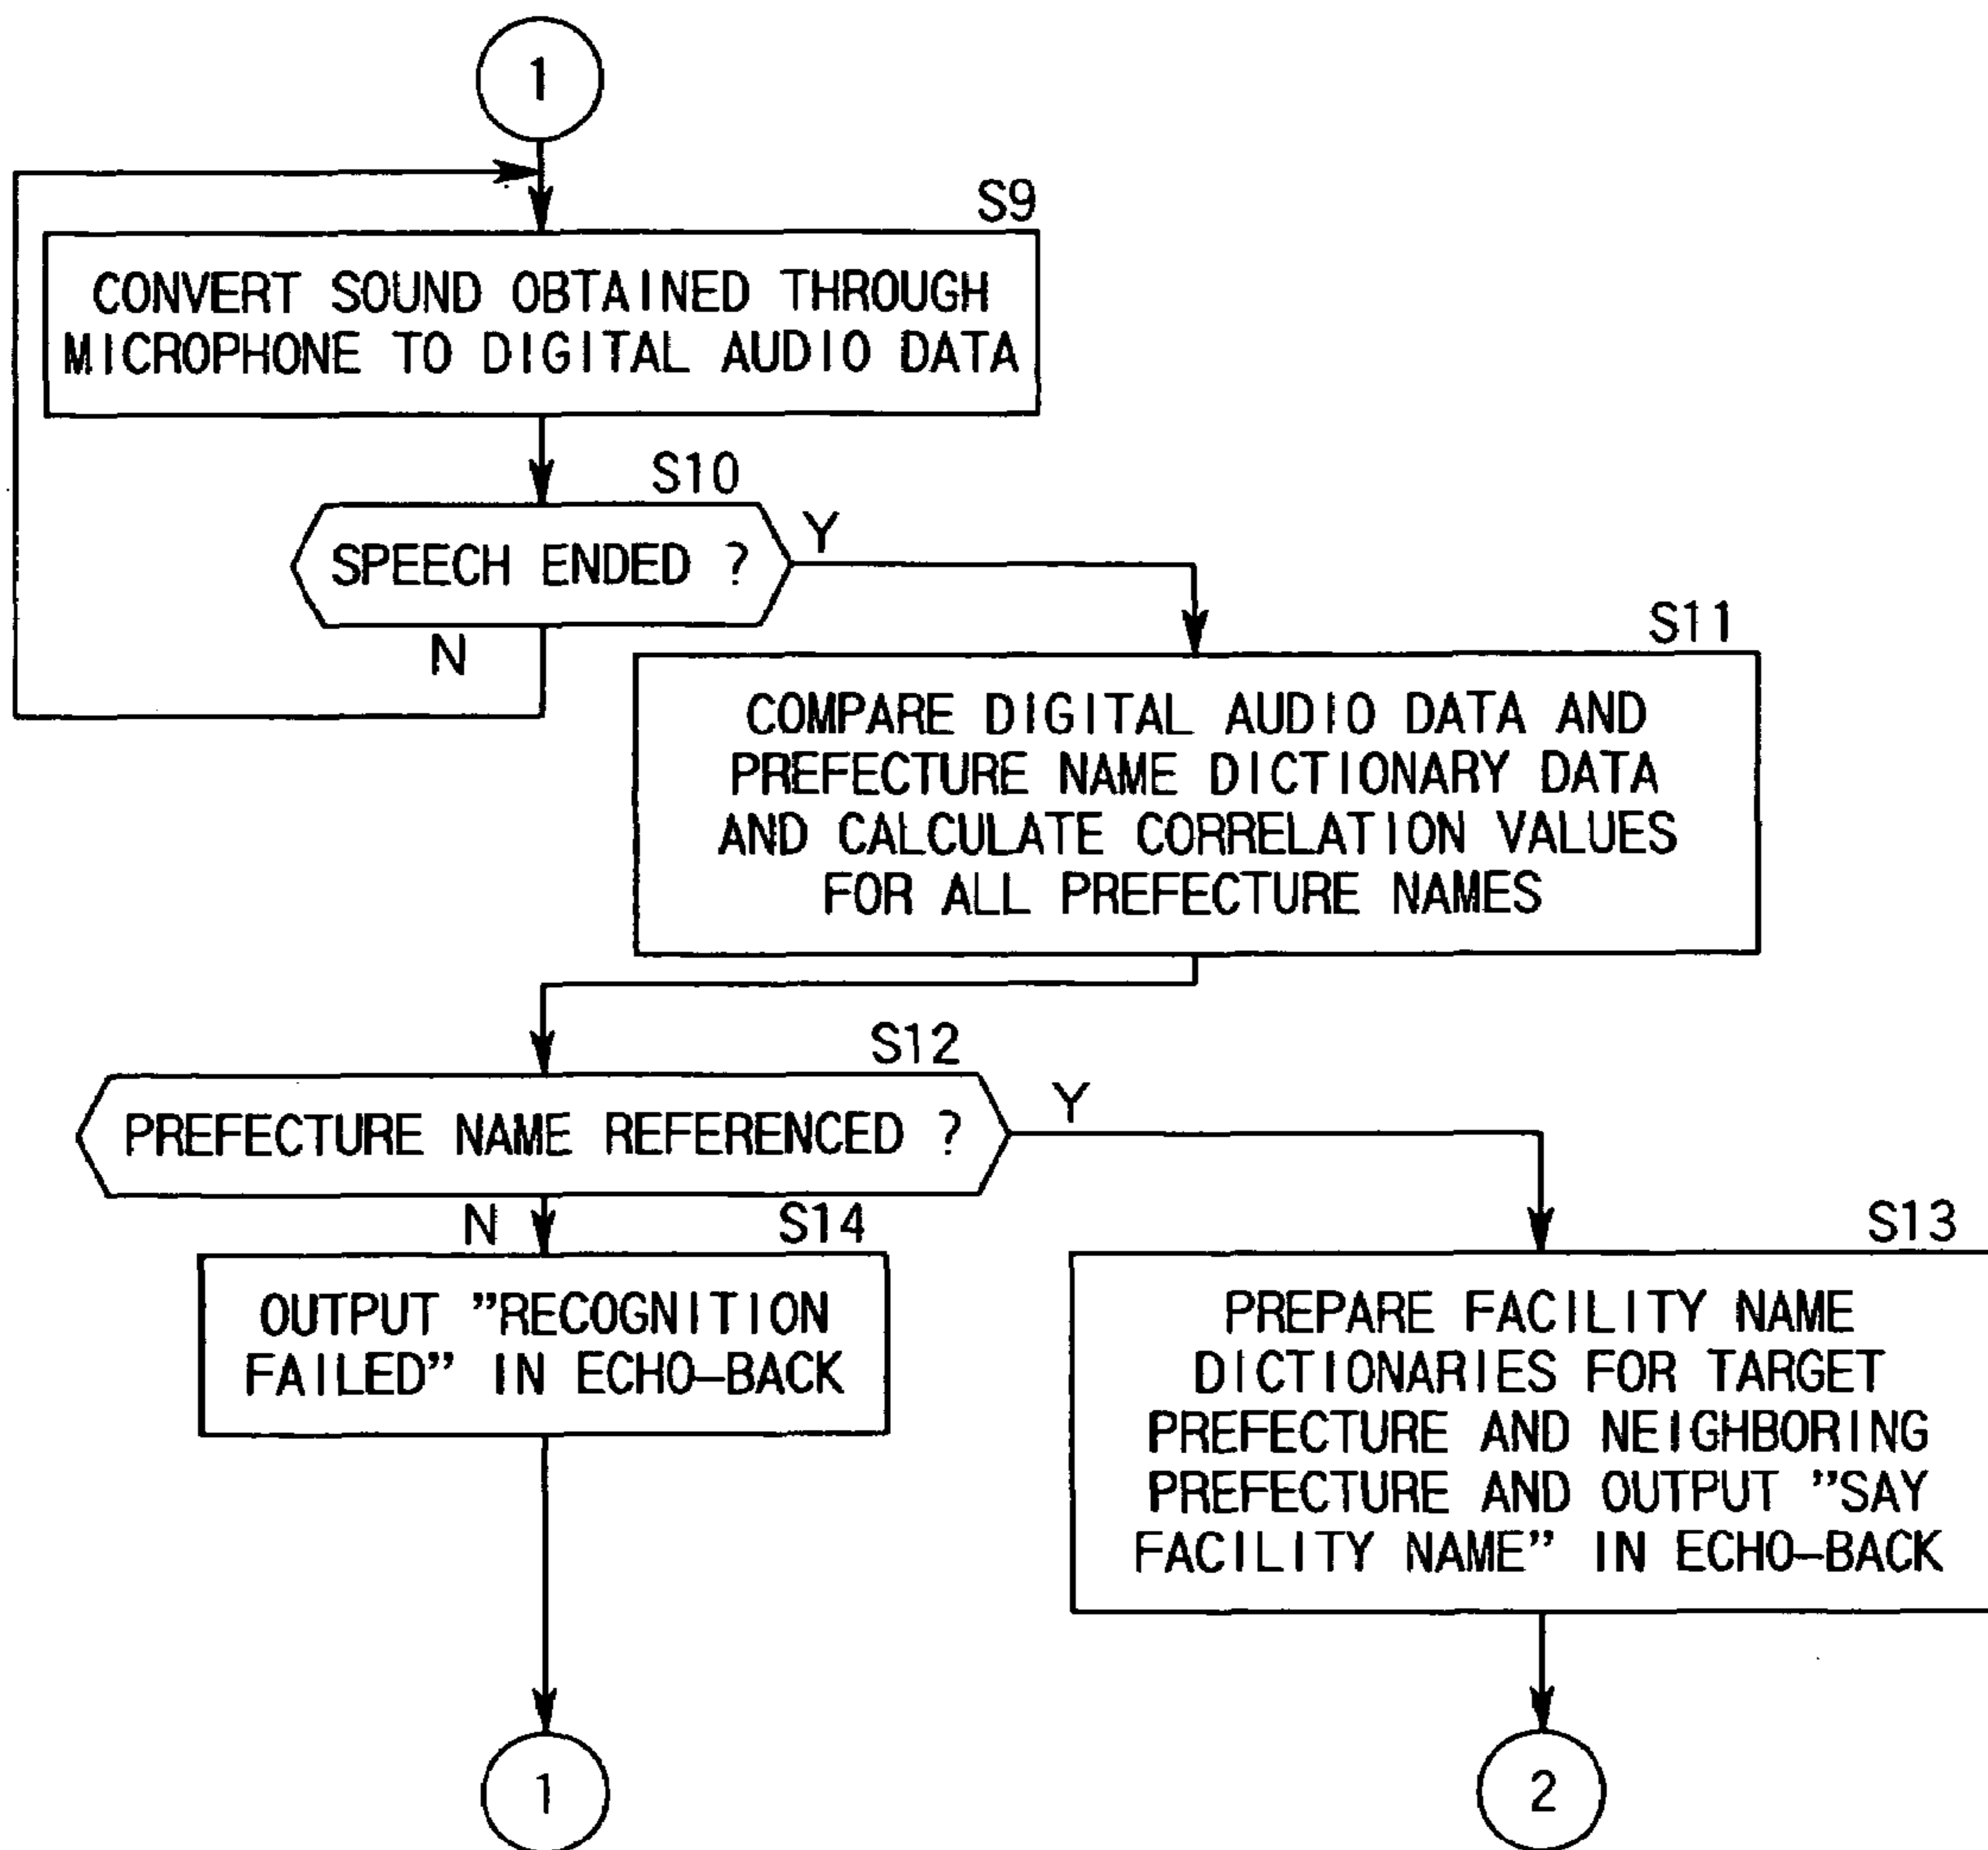 1
S9
CONVERT SOUND OBTAINED THROUGH
MICROPHONE TO DIGITAL AUDIO DATA
S10
SPEECH ENDED ?
Y
N
S11
COMPARE DIGITAL AUDIO DATA AND
PREFECTURE NAME DICTIONARY DATA
AND CALCULATE CORRELATION VALUES
FOR ALL PREFECTURE NAMES
S12
PREFECTURE NAME REFERENCED ?
Y
N
S14
OUTPUT "RECOGNITION
FAILED" IN ECHO-BACK
S13
PREPARE FACILITY NAME
DICTIONARIES FOR TARGET
PREFECTURE AND NEIGHBORING
PREFECTURE AND OUTPUT "SAY
FACILITY NAME" IN ECHO-BACK
1
2